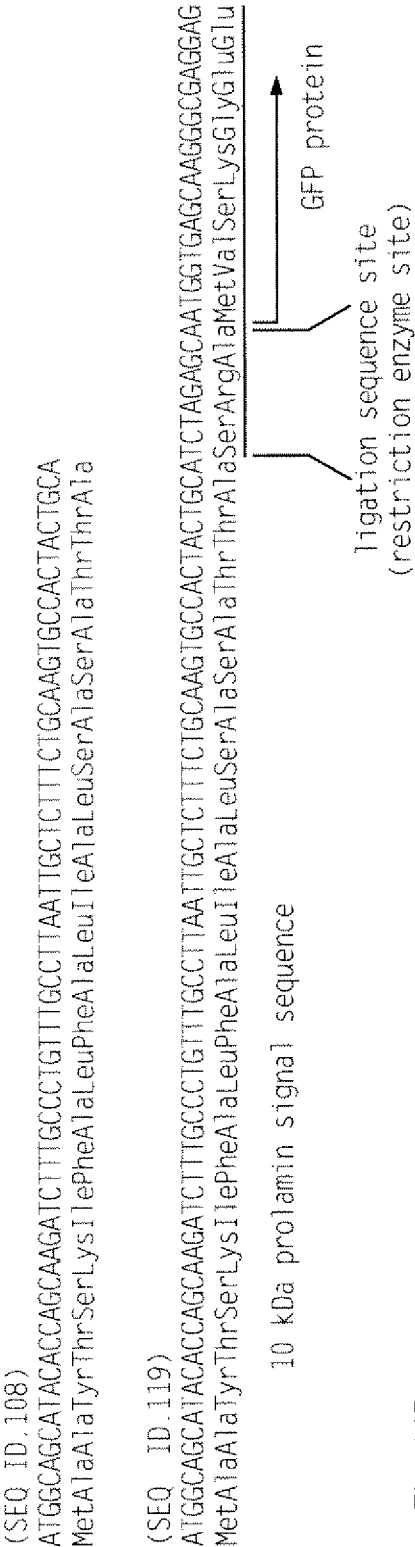 (SEQ ID.108)
ATGGCAGCATACACCAGCAAGATCTTTGCCCTGTTTGCCTTAATTGCTCTTTCTGCAAGTGCCACTACTGCA
MetAlaAlaTyrThrSerLysIlePheAlaLeuPheAlaLeuIleAlaLeuSerAlaSerAlaThrThrAla
(SEQ ID.119)
ATGGCAGCATACACCAGCAAGATCTTTGCCCTGTTTGCCTTAATTGCTCTTTCTGCAAGTGCCACTACTGCATCTAGAGCAATGGTGAGCAAGGGCGAGGAG
MetAlaAlaTyrThrSerLysIlePheAlaLeuPheAlaLeuIleAlaLeuSerAlaSerAlaThrThrAlaSerArgAlaMetValSerLysGlyGluGlu
10 kDa prolamin signal sequence
GFP protein
ligation sequence site
(restriction enzyme site)